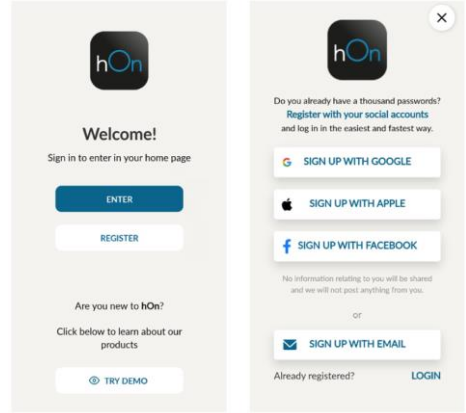 hOn
Welcome!
Sign in to enter in your home page
ENTER
REGISTER
Are you new to hOn?
Click below to learn about our
products
TRY DEMO
hOn
Do you already have a thousand passwords?
Register with your social accounts
and log in in the easiest and fastest way.
SIGN UP WITH GOOGLE
SIGN UP WITH APPLE
SIGN UP WITH FACEBOOK
No information relating to you will be shared
and we will not post anything from you.
or
SIGN UP WITH EMAIL
Already registered? LOGIN